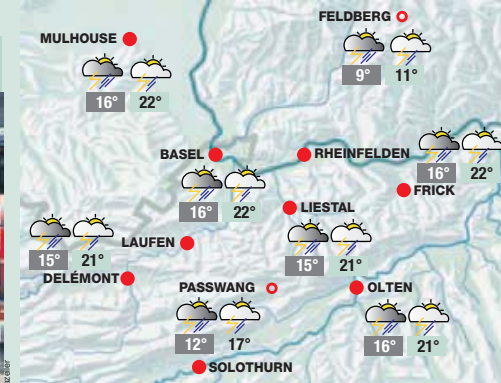 FELDBERG
MULHOUSE
9° 11°
16° 22°
BASEL
RHEINFELDEN
16° 22°
16° 22°
FRICK
LIESTAL
LAUFEN
15° 21°
15° 21°
DELÉMONT
PASSWANG
OLTEN
12° 17°
16° 21°
SOLOTHURN